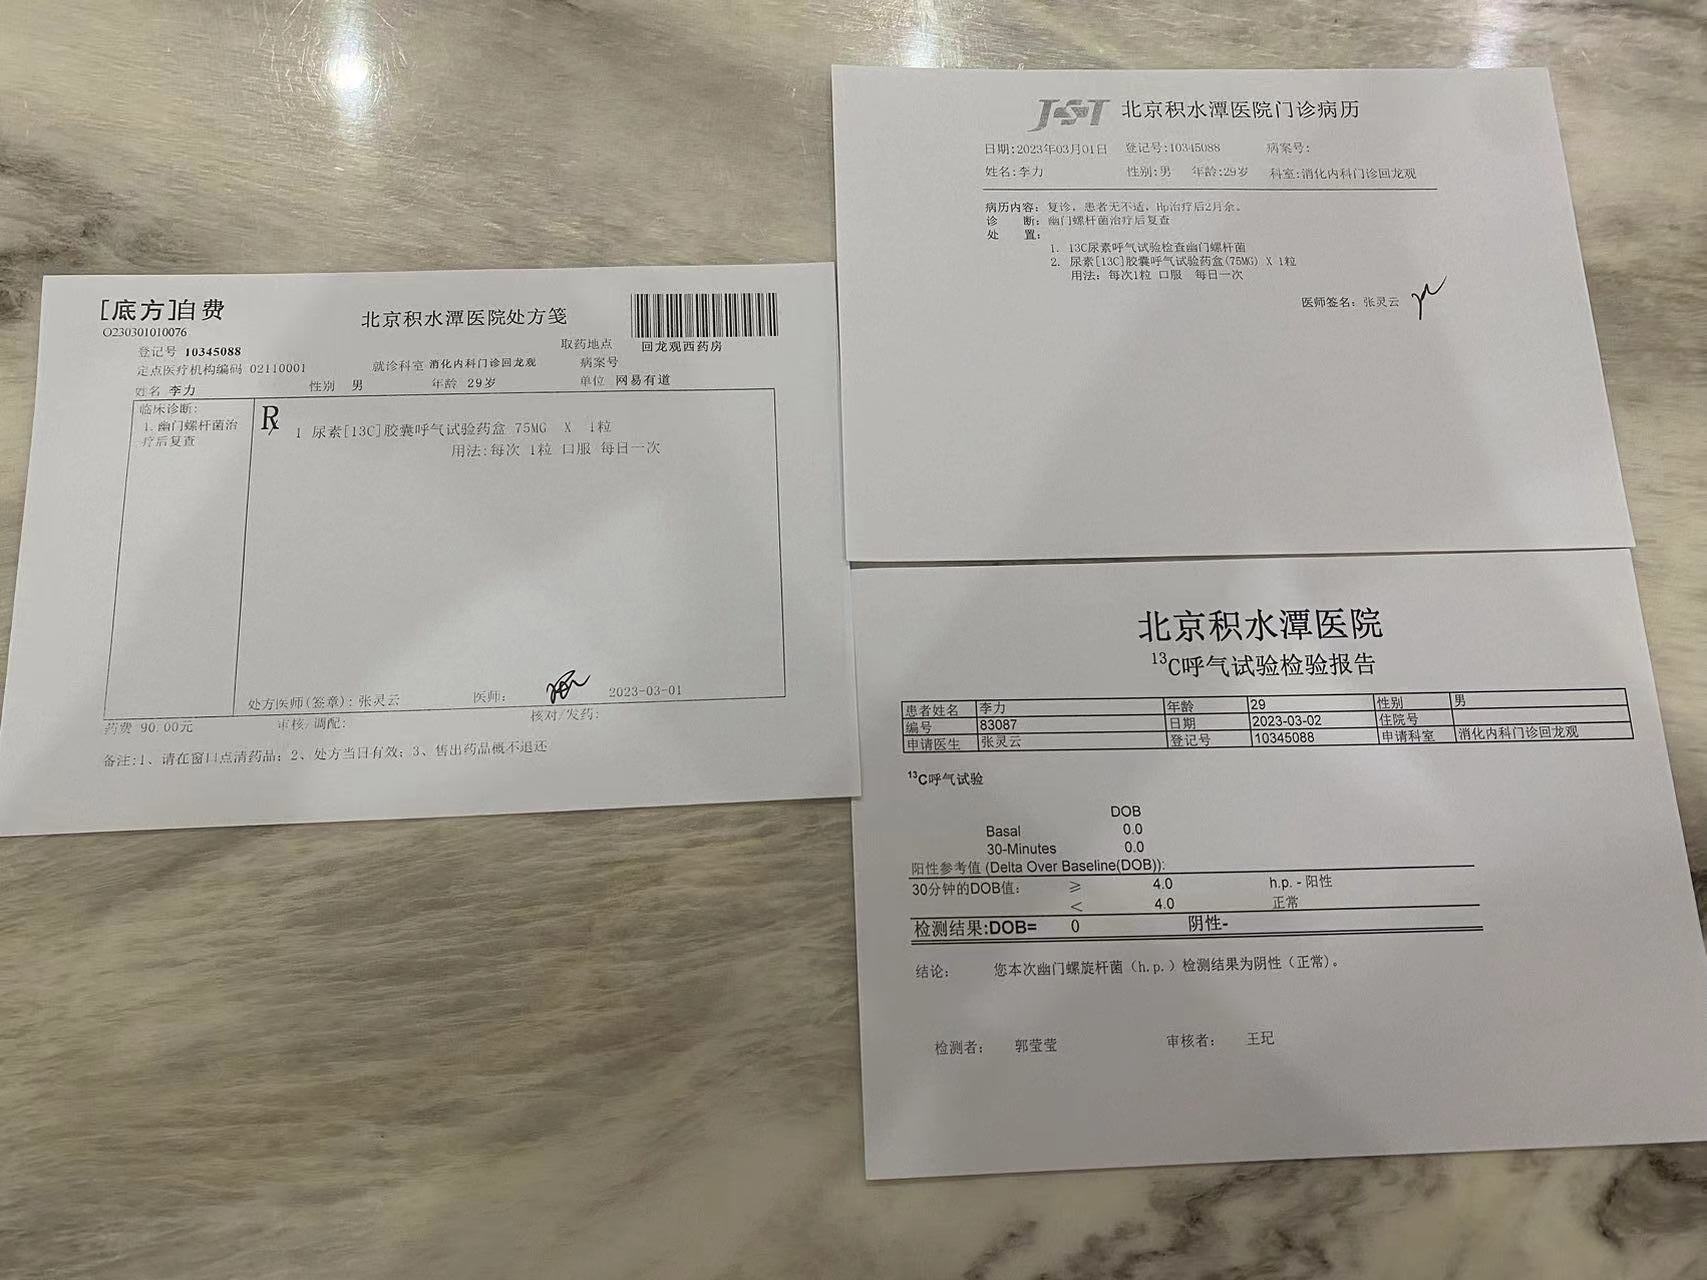 [底方]自费
O230301010076
北京积水潭医院处方笺
取药地点
回龙观西药房
登记号 10345088
定点医疗机构编码 02110001
就诊科室 消化内科门诊回龙观
病案号
姓名 李力
性别 男
年龄 29岁
单位 网易有道
临床诊断:
1.幽门螺杆菌治
疗后复查
R
1 尿素[13C]胶囊呼气试验药盒 75MG X 1粒
用法:每次 1粒 口服 每日一次
处方医师(签章):张灵云
医师:
2023-03-01
药费 90.00元
审核/调配:
核对/发药:
备注:1、请在窗口点清药品；2、处方当日有效；3、售出药品概不退还
JST 北京积水潭医院门诊病历
日期:2023年03月01日 登记号:10345088 病案号:
姓名:李力 性别:男 年龄:29岁 科室:消化内科门诊回龙观
病历内容: 复诊，患者无不适，Hp治疗后2月余。
诊 断: 幽门螺杆菌治疗后复查
处 置:
1. 13C尿素呼气试验检查幽门螺杆菌
2. 尿素[13C]胶囊呼气试验药盒(75MG) X 1粒
用法: 每次1粒 口服 每日一次
医师签名: 张灵云
北京积水潭医院
13C呼气试验检验报告
患者姓名 李力 年龄 29 性别 男
编号 83087 日期 2023-03-02 住院号
申请医生 张灵云 登记号 10345088 申请科室 消化内科门诊回龙观
13C呼气试验
DOB
Basal 0.0
30-Minutes 0.0
阳性参考值 (Delta Over Baseline(DOB)):
30分钟的DOB值: ≥ 4.0 h.p. - 阳性
< 4.0 正常
检测结果:DOB= 0 阴性-
结论: 您本次幽门螺旋杆菌（h.p.）检测结果为阴性（正常）。
检测者: 郭莹莹 审核者: 王玘